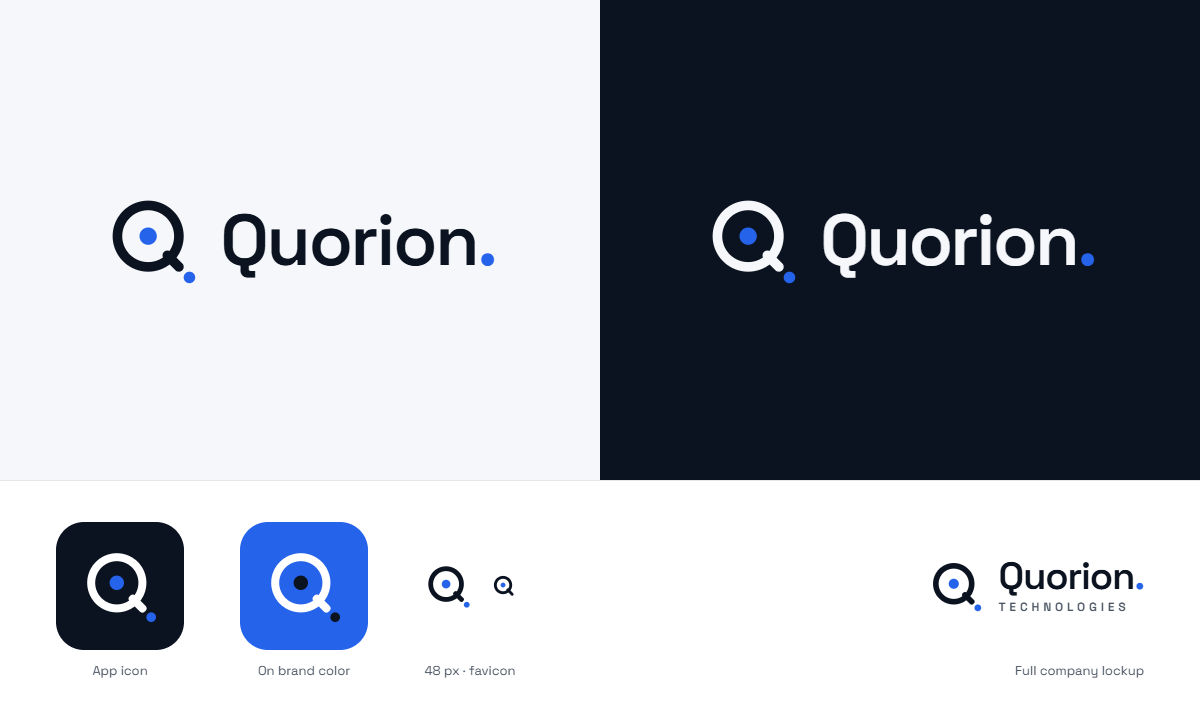 Quorion.
Quorion.
Quorion.
TECHNOLOGIES
App icon
On brand color
48 px · favicon
Full company lockup